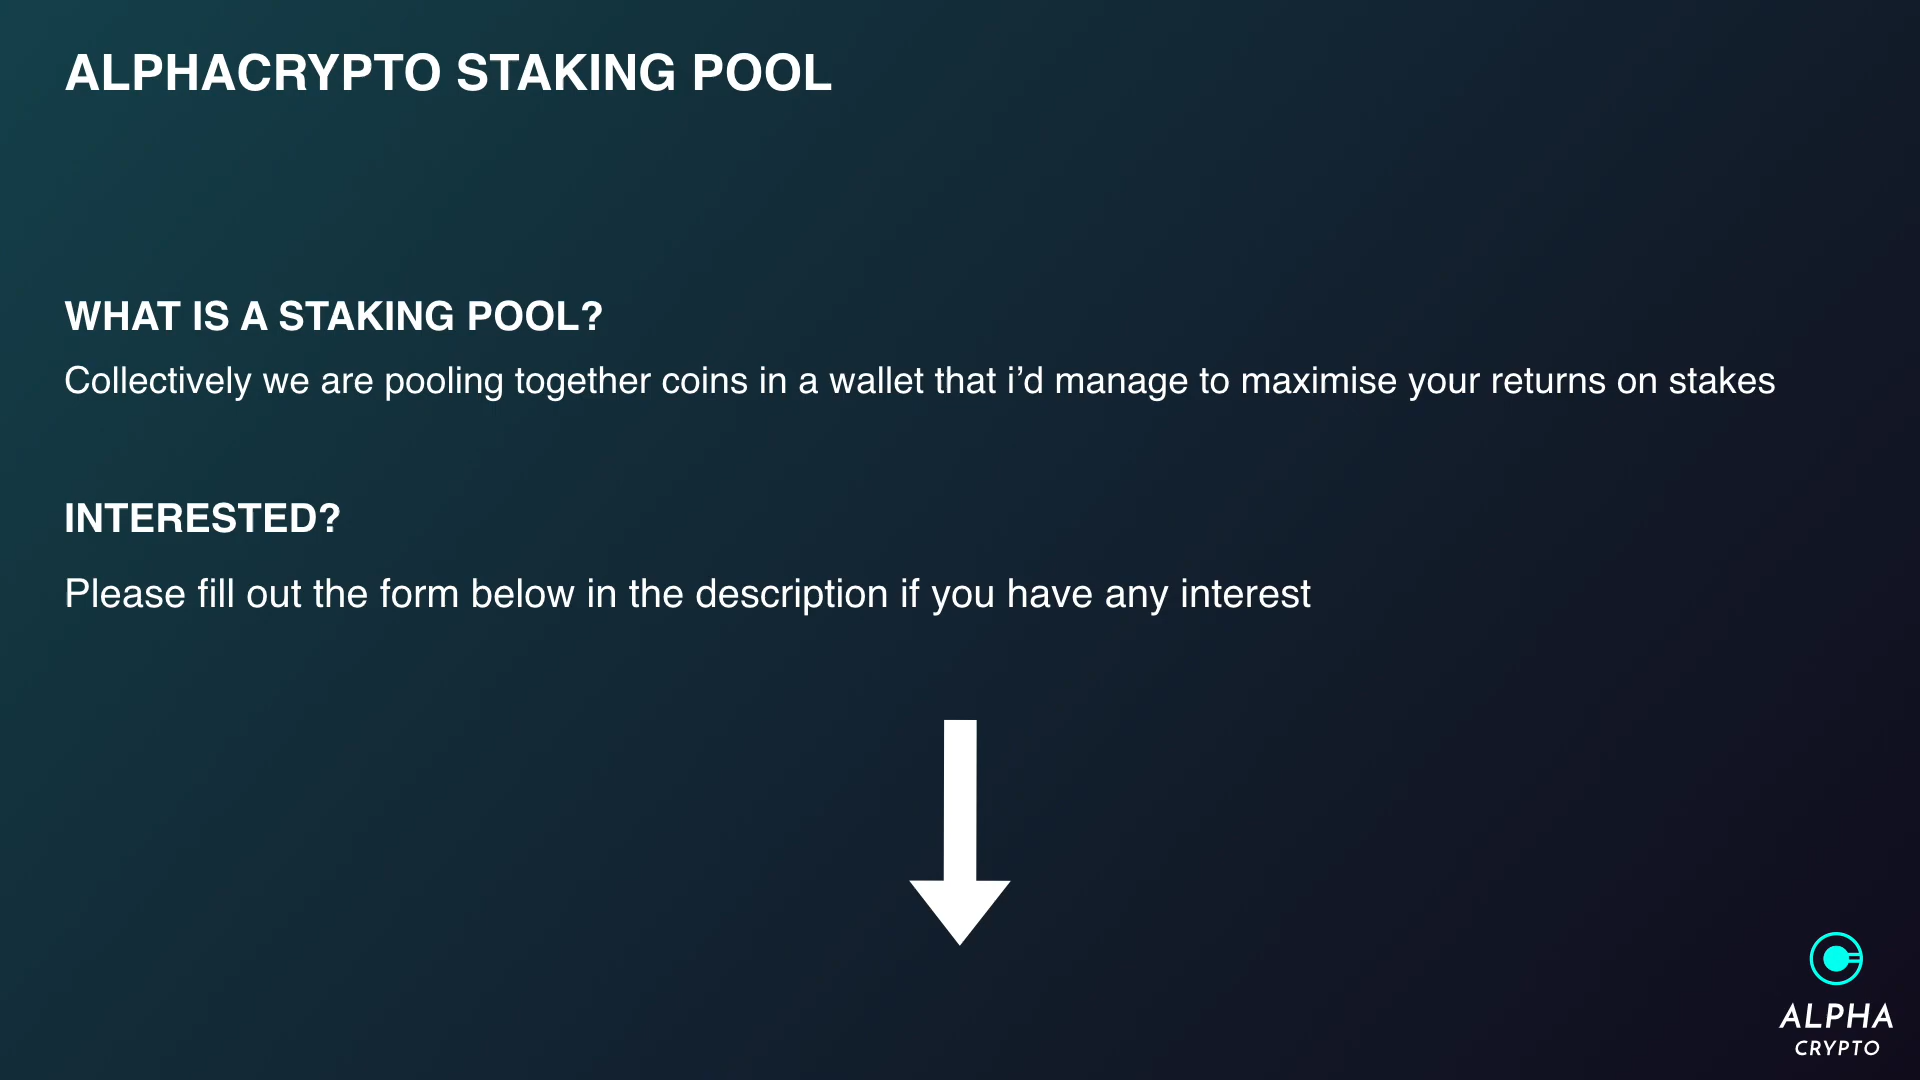 ALPHACRYPTO STAKING POOL
WHAT IS A STAKING POOL?
Collectively we are pooling together coins in a wallet that i’d manage to maximise your returns on stakes
INTERESTED?
Please fill out the form below in the description if you have any interest
ALPHA
CRYPTO